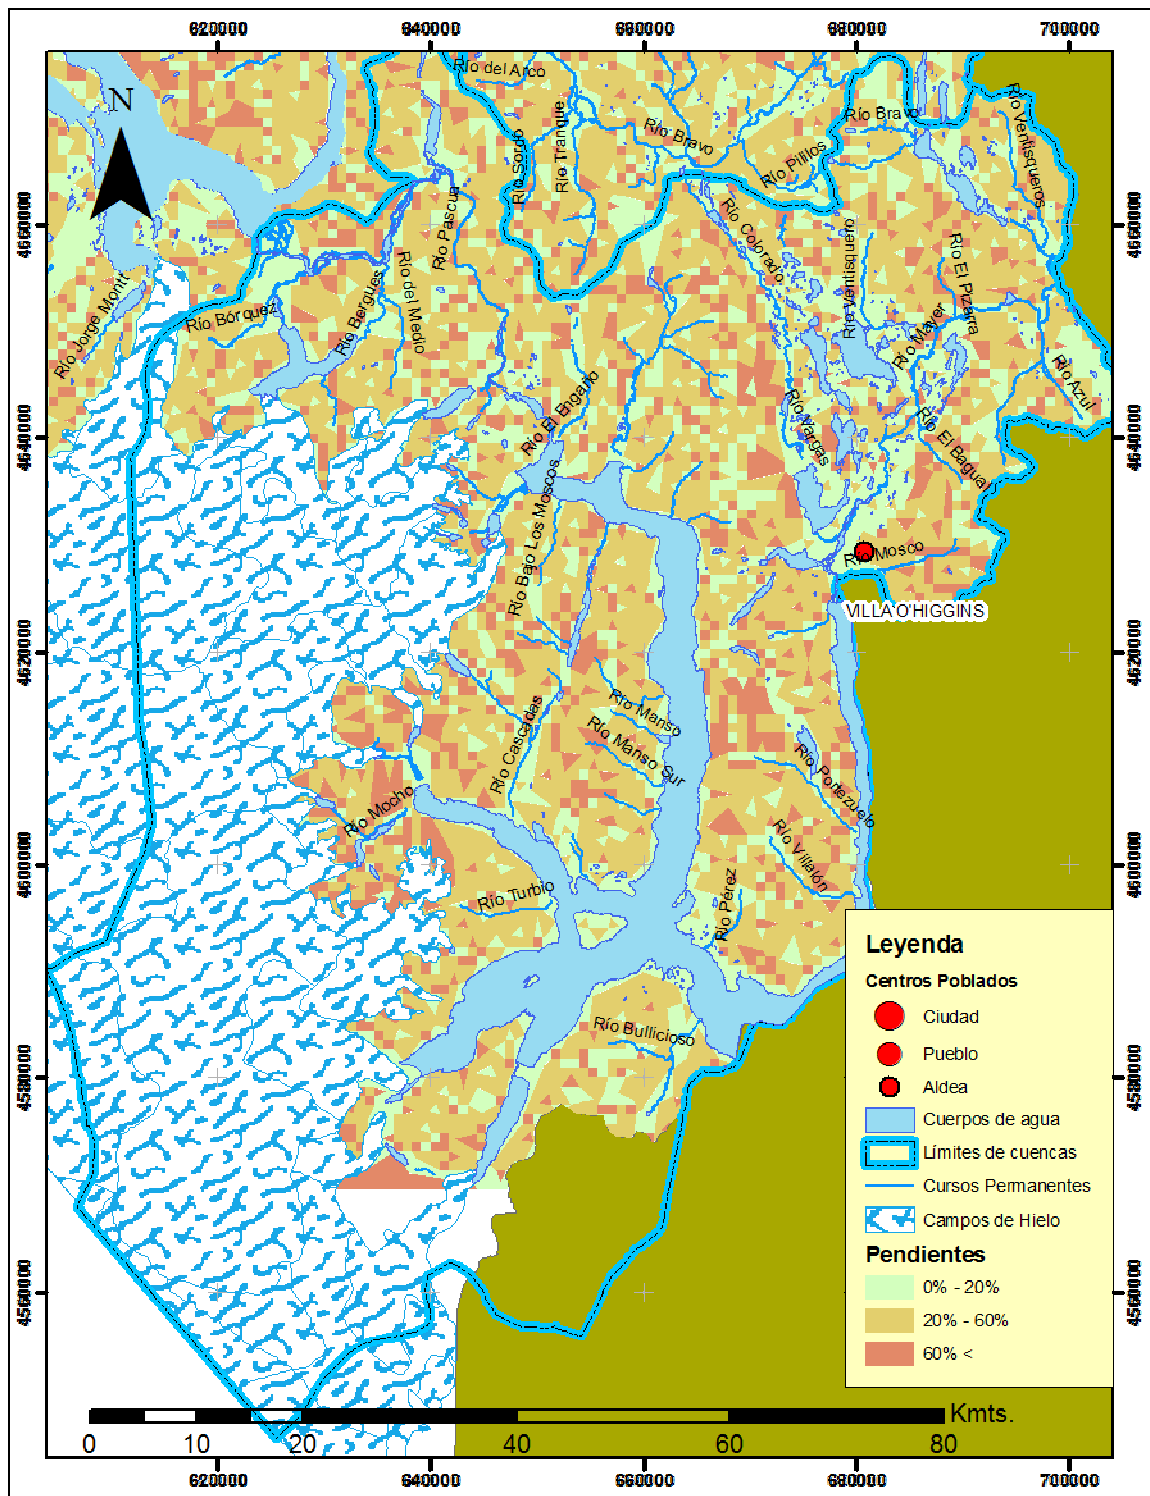 620000 640000 660000 680000 700000
N
Río del Arco
Río Sordo
Río Tranque
Río Bravo
Río Pillos
Río Bravo
Río Ventisqueros
4660000
4660000
Río Pascua
Río Colorado
Río Ventisquero
Río El Pizarra
Río Jorge Montt
Río Bórquez
Río Bergues
Río del Medio
Río Mayer
Río Azul
4640000
4640000
Río El Engaño
Río Vargas
Río El Bagual
Río Bajo Los Moscos
Río Mosco
VILLA O'HIGGINS
4620000
4620000
Río Cascadas
Río Manso
Río Manso Sur
Río Portezuelo
Río Mocho
Río Villalón
4600000
4600000
Río Turbio
Río Pérez
Río Bullicioso
4580000
4580000
4560000
4560000
Leyenda
Centros Poblados
Ciudad
Pueblo
Aldea
Cuerpos de agua
Límites de cuencas
Cursos Permanentes
Campos de Hielo
Pendientes
0% - 20%
20% - 60%
60% <
Kmts.
0 10 20 40 60 80
620000 640000 660000 680000 700000